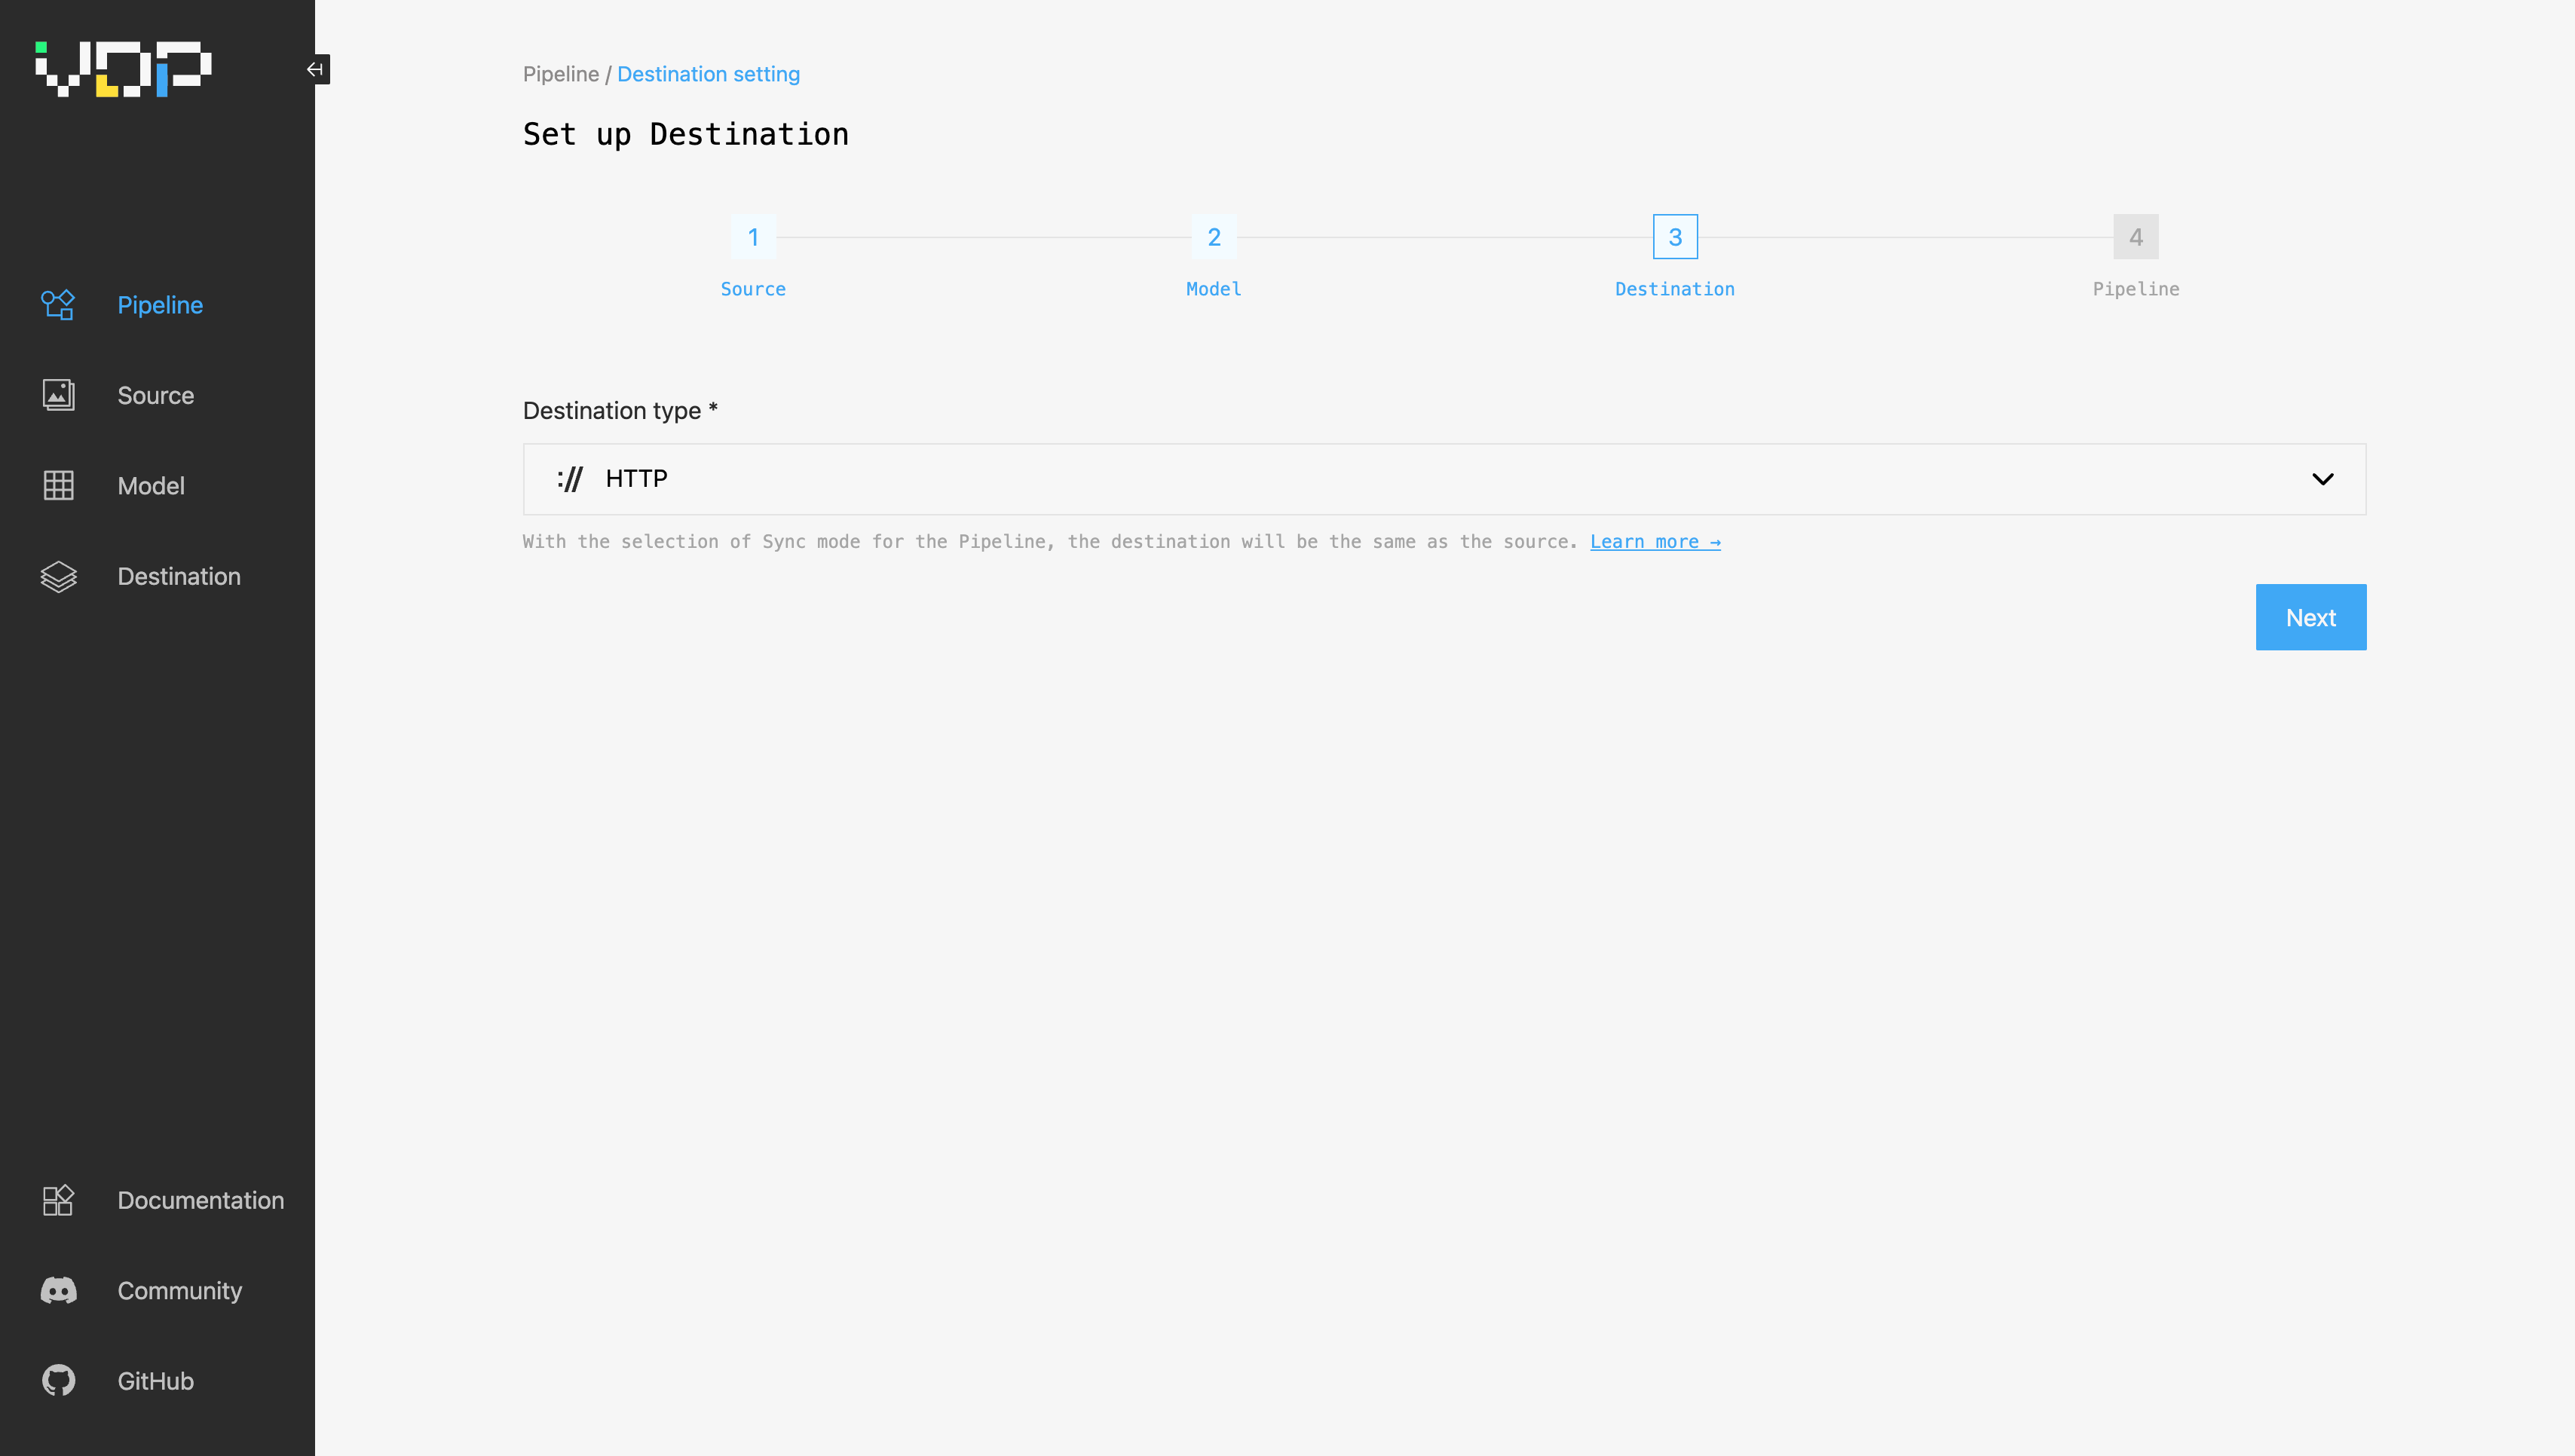 VDP
Pipeline
Source
Model
Destination
Documentation
Community
GitHub
Pipeline / Destination setting
Set up Destination
1
Source
2
Model
3
Destination
4
Pipeline
Destination type *
:// HTTP
With the selection of Sync mode for the Pipeline, the destination will be the same as the source. Learn more →
Next